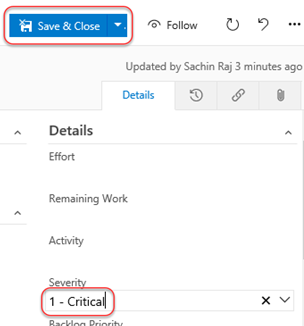 Save & Close
Follow
Updated by Sachin Raj 3 minutes ago
Details
Details
Effort
Remaining Work
Activity
Severity
1 - Critical
Backlog Priority